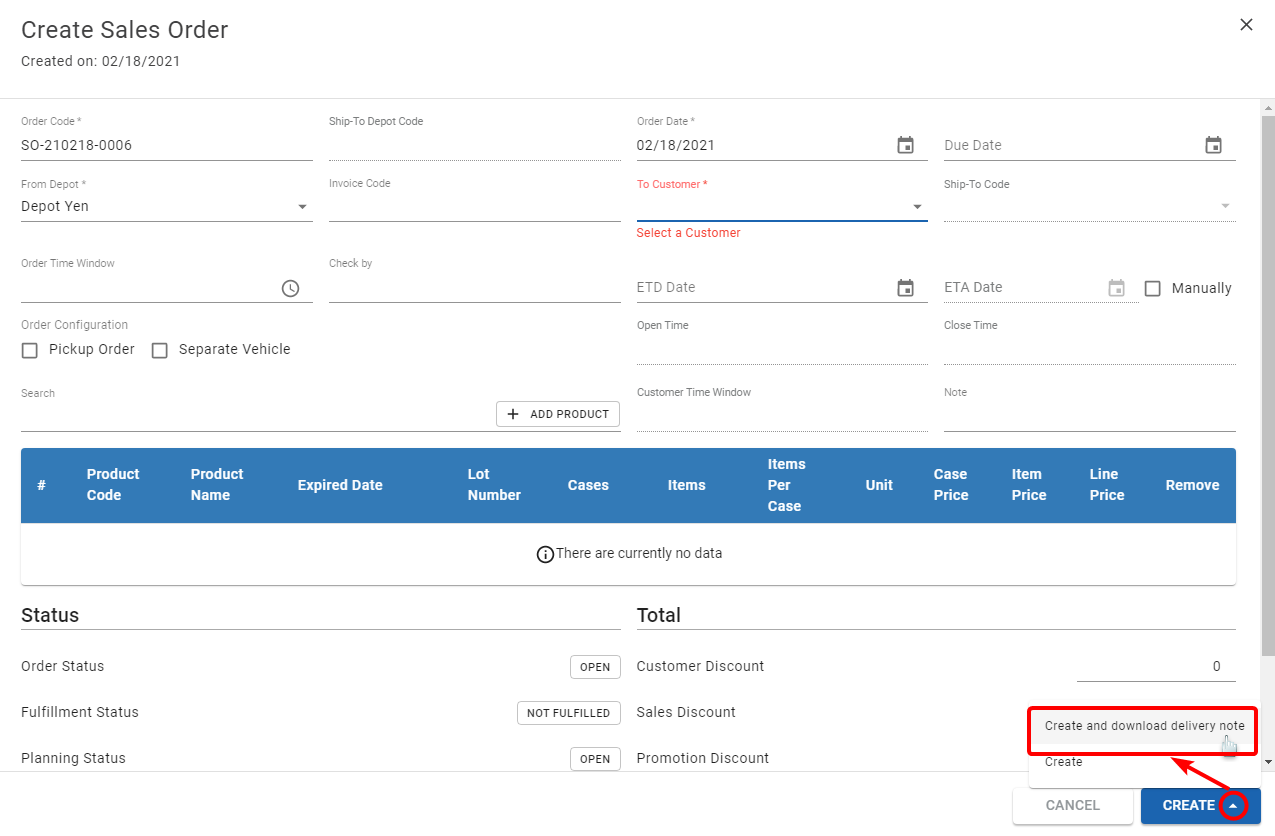 Create Sales Order
Created on: 02/18/2021
Order Code *
Ship-To Depot Code
Order Date *
SO-210218-0006
02/18/2021
Due Date
From Depot *
Invoice Code
To Customer *
Ship-To Code
Depot Yen
Select a Customer
Order Time Window
Check by
ETD Date
ETA Date
Manually
Order Configuration
Open Time
Close Time
Pickup Order
Separate Vehicle
Search
ADD PRODUCT
Customer Time Window
Note
#
Product
Code
Product
Name
Expired Date
Lot
Number
Cases
Items
Items
Per
Case
Unit
Case
Price
Item
Price
Line
Price
Remove
There are currently no data
Status
Total
Order Status
OPEN
Customer Discount
0
Fulfillment Status
NOT FULFILLED
Sales Discount
Planning Status
OPEN
Promotion Discount
Create and download delivery note
Create
CANCEL
CREATE